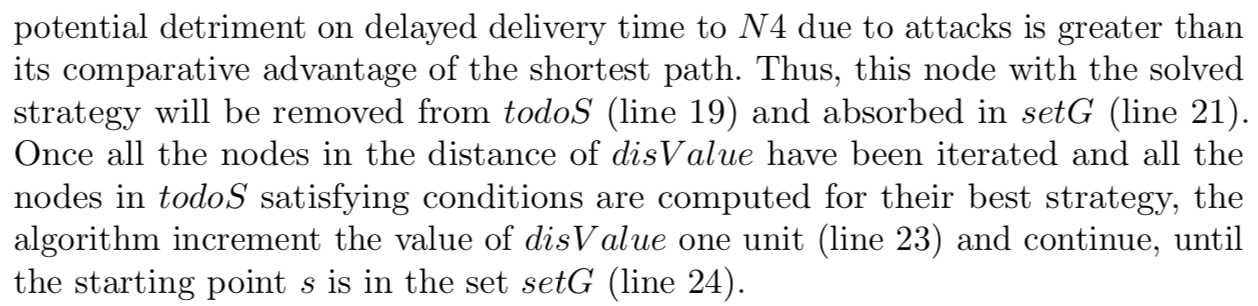 potential detriment on delayed delivery time to N4 due to attacks is greater than
its comparative advantage of the shortest path. Thus, this node with the solved
strategy will be removed from todoS (line 19) and absorbed in setG (line 21).
Once all the nodes in the distance of disValue have been iterated and all the
nodes in todoS satisfying conditions are computed for their best strategy, the
algorithm increment the value of disValue one unit (line 23) and continue, until
the starting point s is in the set setG (line 24).